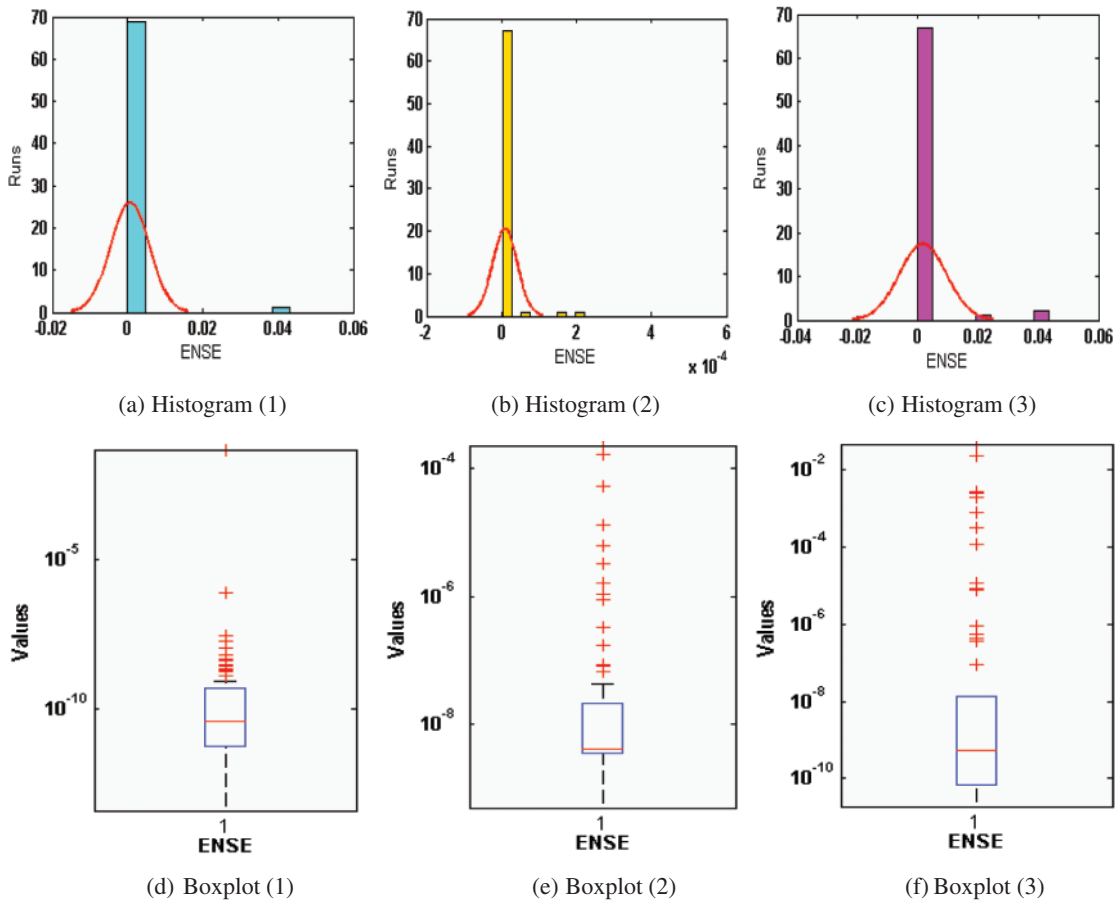 70
60
50
40
30
20
10
0
-0.02 0 0.02 0.04 0.06
Runs
ENSE
(a) Histogram (1)
70
60
50
40
30
20
10
0
-2 0 2 4 6
x 10⁻⁴
Runs
ENSE
(b) Histogram (2)
70
60
50
40
30
20
10
0
-0.04 -0.02 0 0.02 0.04 0.06
Runs
ENSE
(c) Histogram (3)
10⁻⁵
10⁻¹⁰
Values
1
ENSE
(d) Boxplot (1)
10⁻⁴
10⁻⁶
10⁻⁸
Values
1
ENSE
(e) Boxplot (2)
10⁻²
10⁻⁴
10⁻⁶
10⁻⁸
10⁻¹⁰
Values
1
ENSE
(f) Boxplot (3)